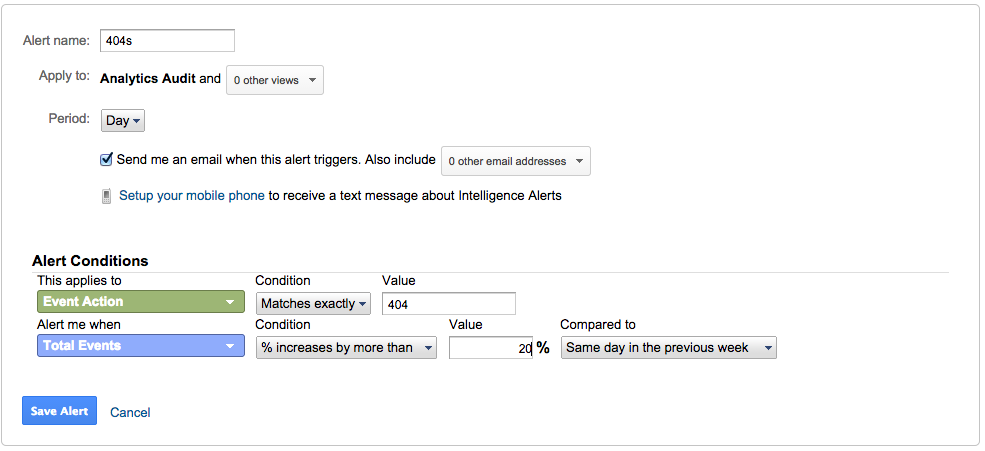 Alert name: 404s
Apply to: Analytics Audit and 0 other views
Period: Day
Send me an email when this alert triggers. Also include 0 other email addresses
Setup your mobile phone to receive a text message about Intelligence Alerts
Alert Conditions
This applies to Condition Value
Event Action Matches exactly 404
Alert me when Condition Value Compared to
Total Events % increases by more than 20 % Same day in the previous week
Save Alert Cancel